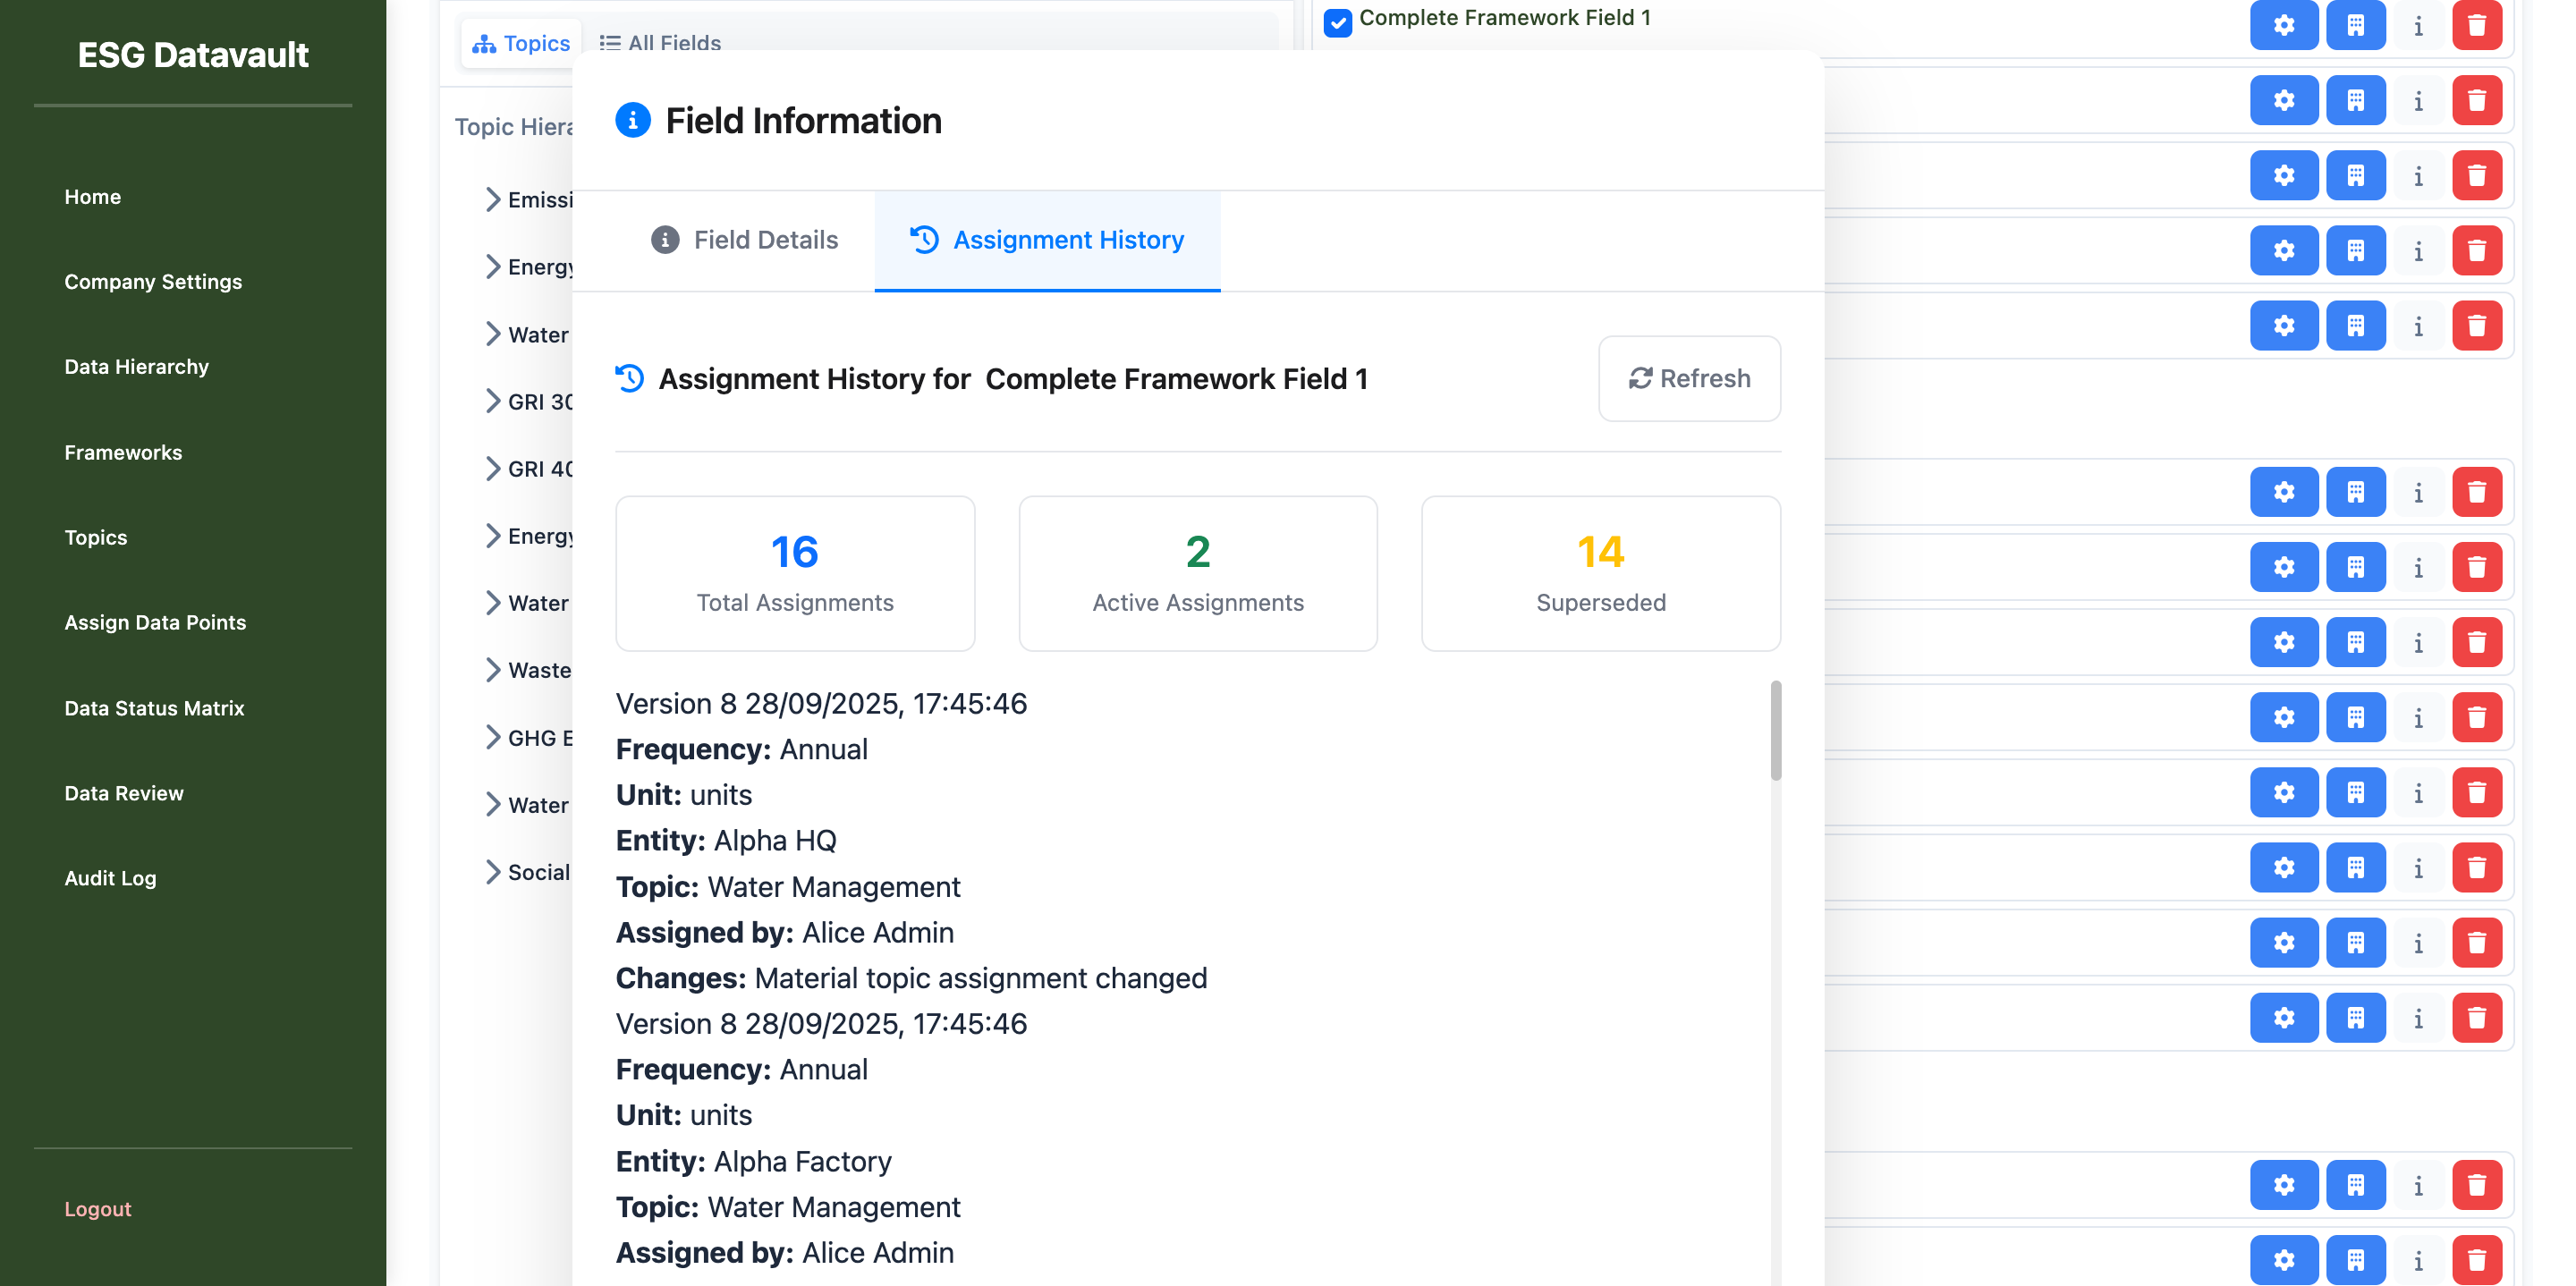 ESG Datavault
Home
Company Settings
Data Hierarchy
Frameworks
Topics
Assign Data Points
Data Status Matrix
Data Review
Audit Log
Logout
Topics
All Fields
Topic Hiera
Emissi
Energy
Water
GRI 30
GRI 40
Energy
Water
Waste
GHG E
Water
Social
Complete Framework Field 1
Field Information
Field Details
Assignment History
Assignment History for Complete Framework Field 1
Refresh
16
Total Assignments
2
Active Assignments
14
Superseded
Version 8 28/09/2025, 17:45:46
Frequency: Annual
Unit: units
Entity: Alpha HQ
Topic: Water Management
Assigned by: Alice Admin
Changes: Material topic assignment changed
Version 8 28/09/2025, 17:45:46
Frequency: Annual
Unit: units
Entity: Alpha Factory
Topic: Water Management
Assigned by: Alice Admin